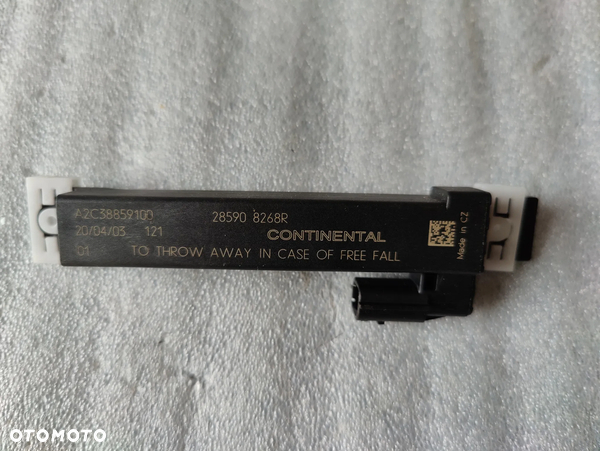 A2C38859100 28590 8268R
20/04/03 121 CONTINENTAL
01 TO THROW AWAY IN CASE OF FREE FALL
Made in CZ
OTOMOTO